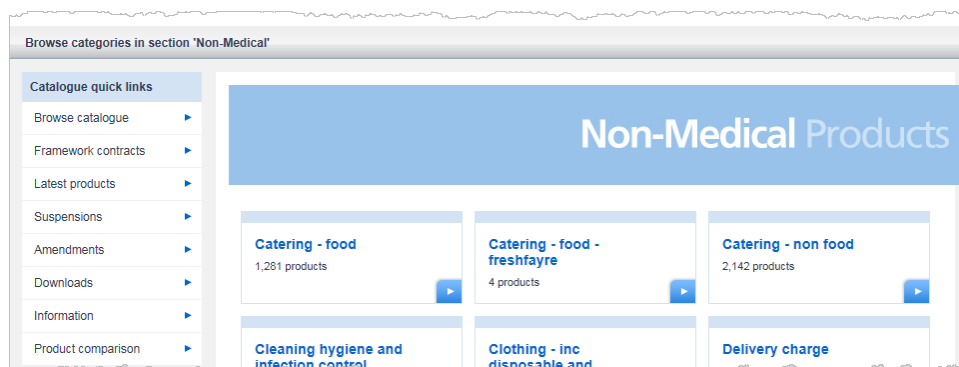 Browse categories in section 'Non-Medical'
Catalogue quick links
Browse catalogue
Framework contracts
Latest products
Suspensions
Amendments
Downloads
Information
Product comparison
Non-Medical Products
Catering - food
1,281 products
Catering - food -
freshfayre
4 products
Catering - non food
2,142 products
Cleaning hygiene and
infection control
Clothing - inc
disposable and
Delivery charge